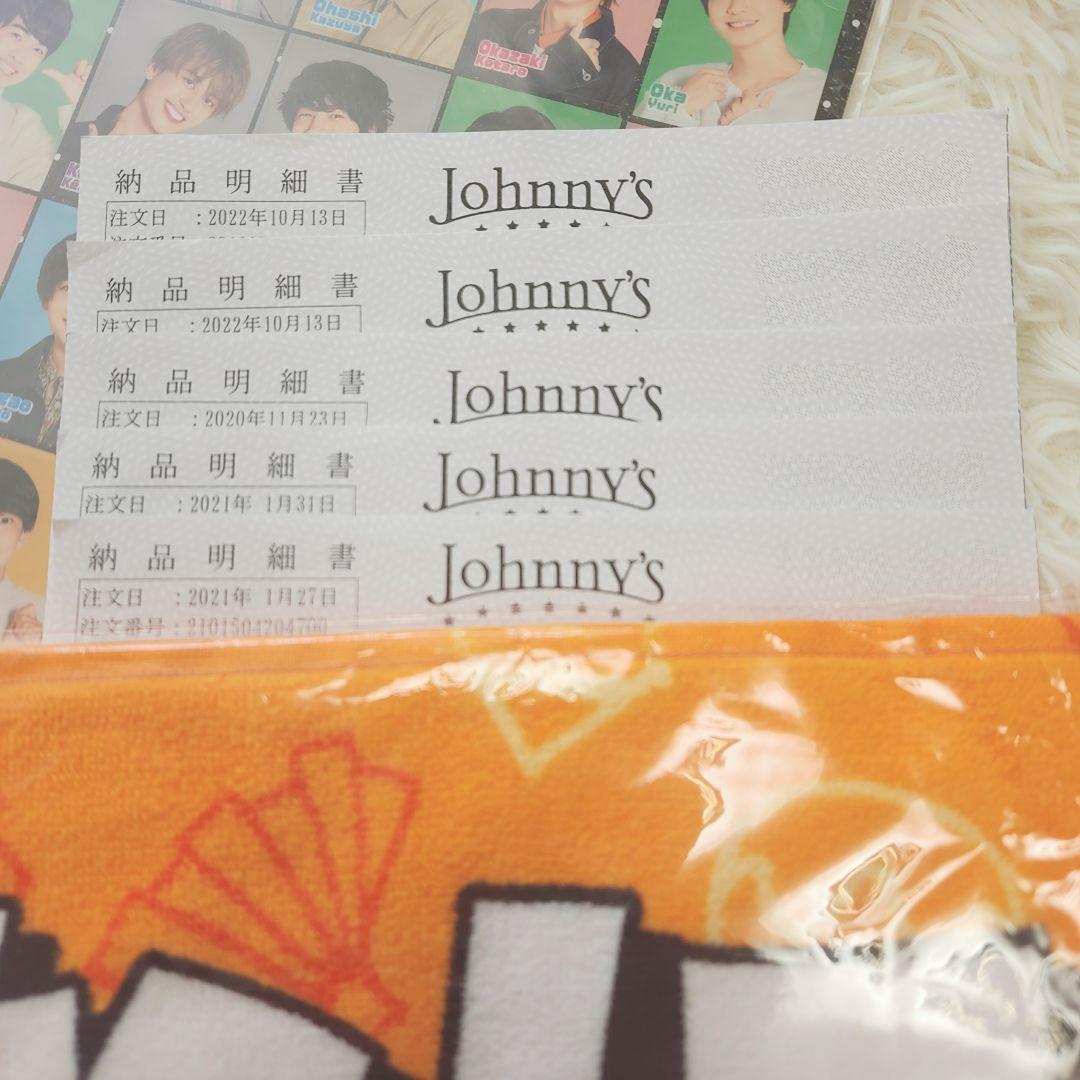 Ohashi
Kazuya
Okazaki
Kotaro
Oka
Yuri
納品明細書
Johnny's
注文日 :2022年10月13日
納品明細書
Johnny's
注文日 :2022年10月13日
納品明細書
Johnny's
注文日 :2020年11月23日
納品明細書
Johnny's
注文日 :2021年 1月31日
納品明細書
Johnny's
注文日 :2021年 1月27日
注文番号:2101504204700